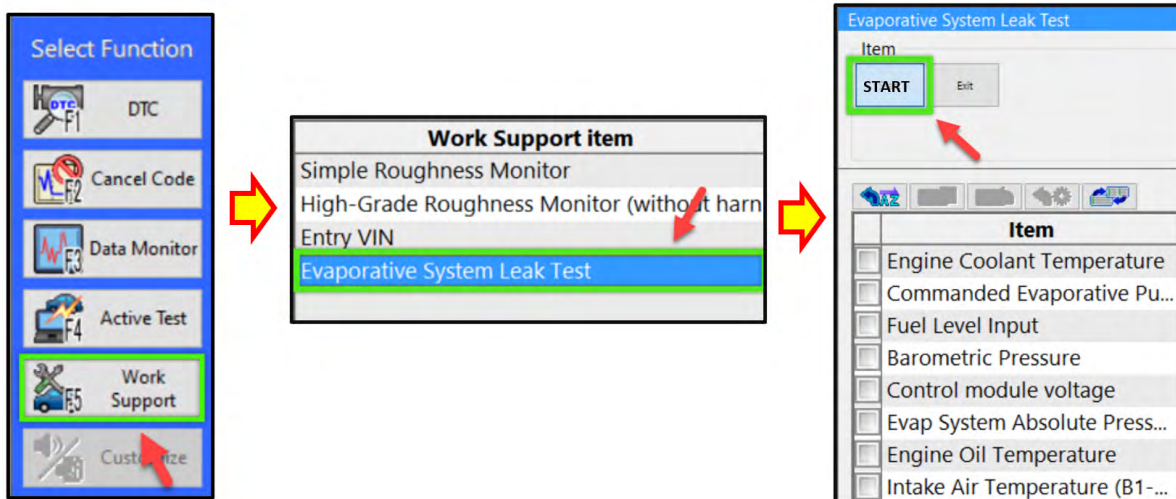 Select Function
DTC
F1
DTC
Cancel Code
F2
Data Monitor
F3
Active Test
F4
Work
Support
F5
Work Support item
Simple Roughness Monitor
High-Grade Roughness Monitor (without harn
Entry VIN
Evaporative System Leak Test
Evaporative System Leak Test
Item
START
Exit
AZ
Item
Engine Coolant Temperature
Commanded Evaporative Pu...
Fuel Level Input
Barometric Pressure
Control module voltage
Evap System Absolute Press...
Engine Oil Temperature
Intake Air Temperature (B1-...